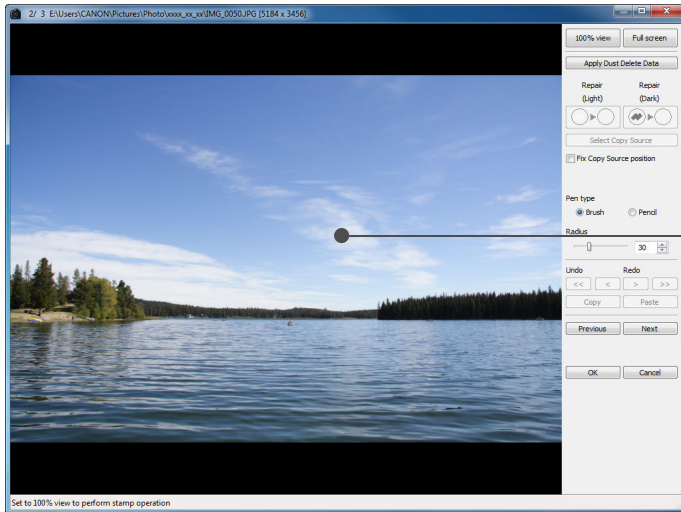 2/ 3 E:\Users\CANON\Pictures\Photo\xxxx_xx_xx\IMG_0050.JPG [5184 x 3456]
100% view Full screen
Apply Dust Delete Data
Repair (Light) Repair (Dark)
Select Copy Source
Fix Copy Source position
Pen type
Brush Pencil
Radius
30
Undo Redo
<< < > >>
Copy Paste
Previous Next
OK Cancel
Set to 100% view to perform stamp operation